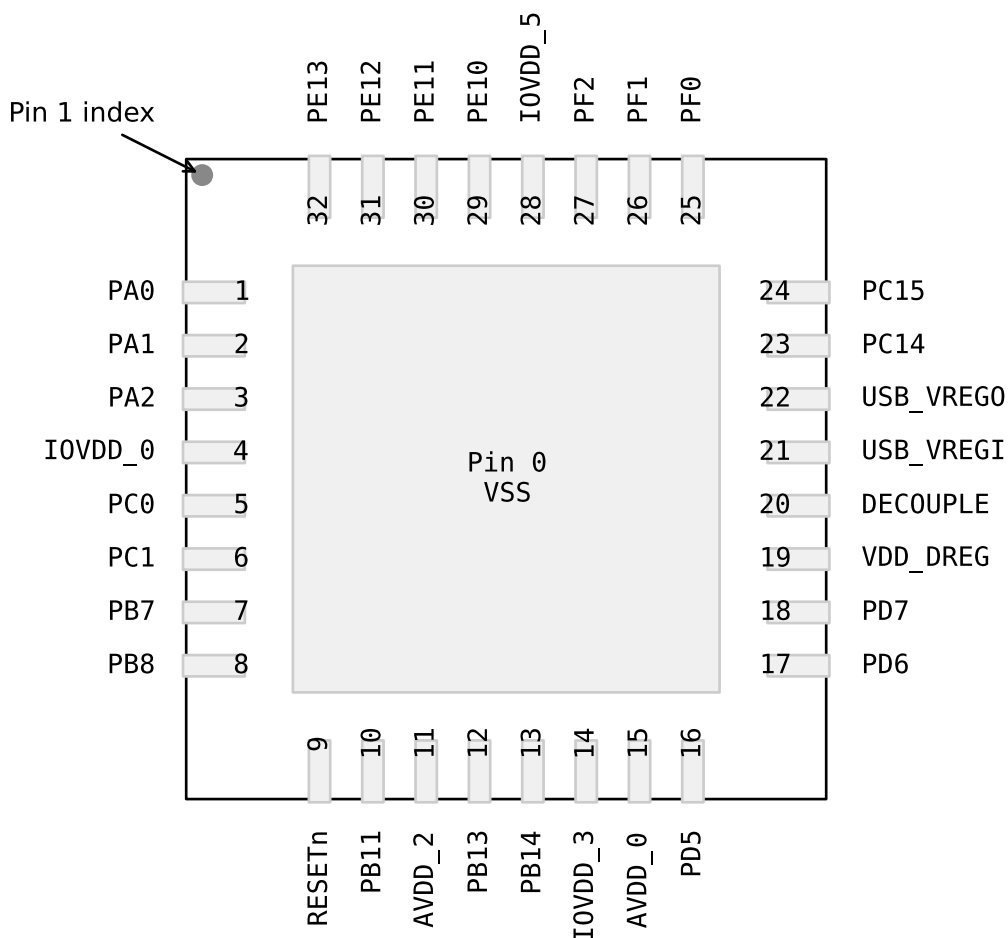 PE13
PE12
PE11
PE10
IOVDD_5
PF2
PF1
PF0
Pin 1 index
32
31
30
29
28
27
26
25
PA0 1
PA1 2
PA2 3
IOVDD_0 4
PC0 5
PC1 6
PB7 7
PB8 8
Pin 0
VSS
24 PC15
23 PC14
22 USB_VREGO
21 USB_VREGI
20 DECOUPLE
19 VDD_DREG
18 PD7
17 PD6
9
10
11
12
13
14
15
16
RESETn
PB11
AVDD_2
PB13
PB14
IOVDD_3
AVDD_0
PD5